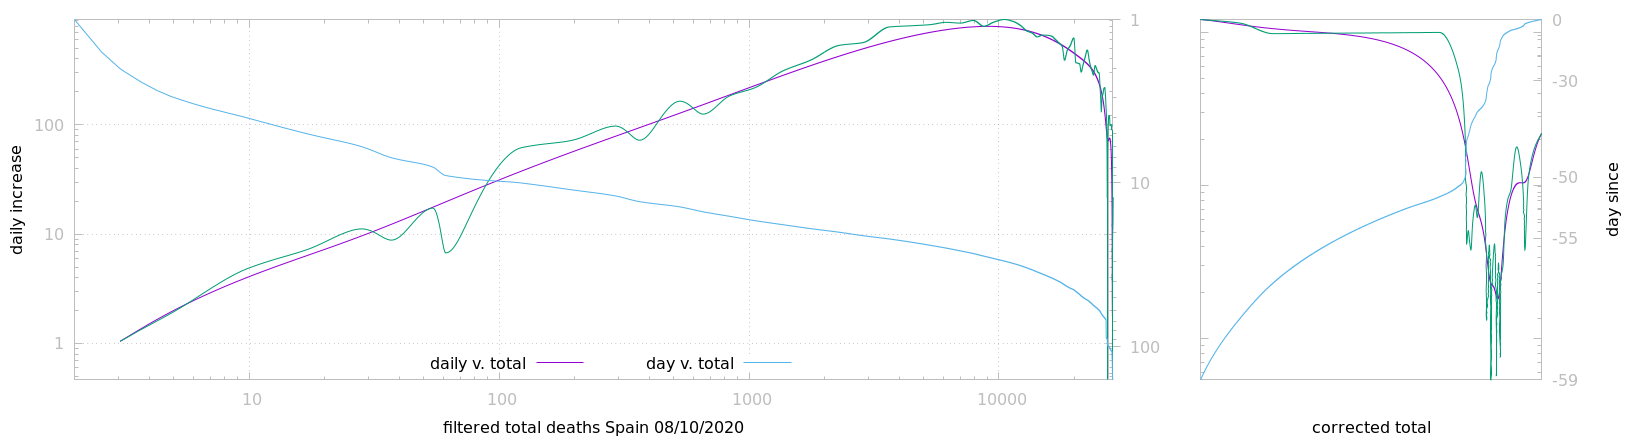 daily increase
100
10
1
10
100
1000
10000
1
10
100
daily v. total
day v. total
filtered total deaths Spain 08/10/2020
0
-30
-50
-55
-59
day since
corrected total